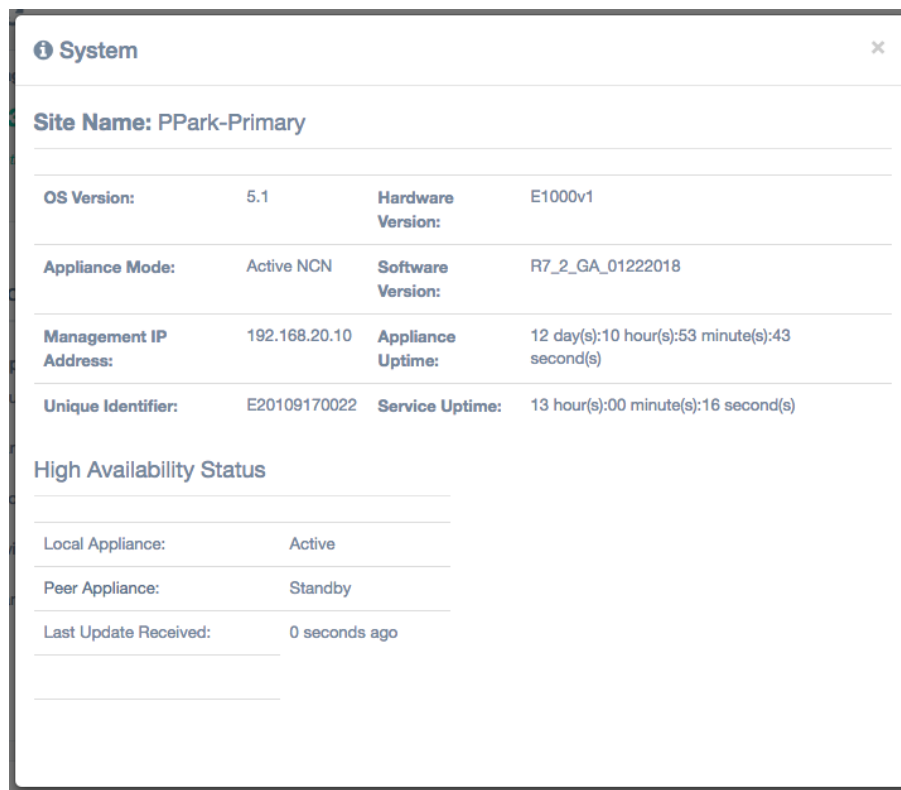 System
×
Site Name: PPark-Primary
OS Version: 5.1 Hardware E1000v1
Version:
Appliance Mode: Active NCN Software R7_2_GA_01222018
Version:
Management IP 192.168.20.10 Appliance 12 day(s):10 hour(s):53 minute(s):43
Address: Uptime: second(s)
Unique Identifier: E20109170022 Service Uptime: 13 hour(s):00 minute(s):16 second(s)
High Availability Status
Local Appliance: Active
Peer Appliance: Standby
Last Update Received: 0 seconds ago